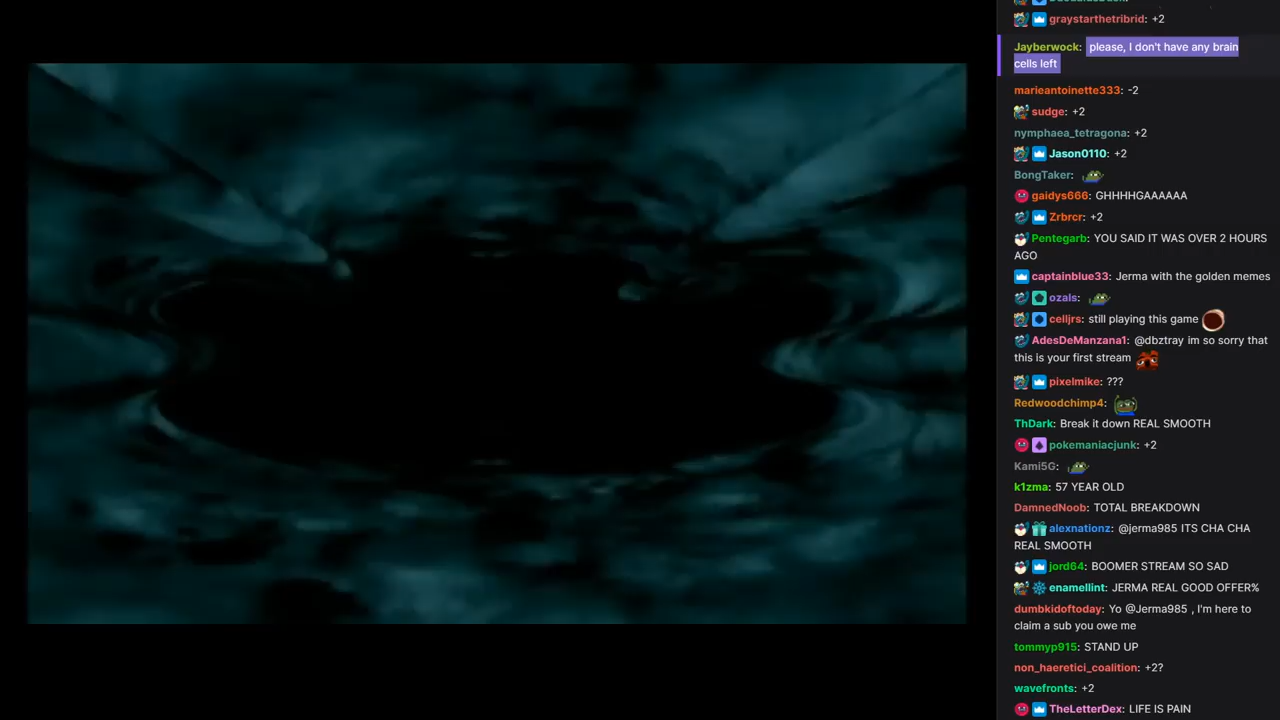 graystarthetribrid: +2
Jayberwock: please, I don't have any brain
cells left
marieantoinette333: -2
sudge: +2
nymphaea_tetragona: +2
Jason0110: +2
BongTaker:
gaidys666: GHHHHGAAAAAA
Zrbrcr: +2
Pentegarb: YOU SAID IT WAS OVER 2 HOURS
AGO
captainblue33: Jerma with the golden memes
ozals:
celljrs: still playing this game
AdesDeManzana1: @dbztray im so sorry that
this is your first stream
pixelmike: ???
Redwoodchimp4:
ThDark: Break it down REAL SMOOTH
pokemaniacjunk: +2
Kami5G:
k1zma: 57 YEAR OLD
DamnedNoob: TOTAL BREAKDOWN
alexnationz: @jerma985 ITS CHA CHA
REAL SMOOTH
jord64: BOOMER STREAM SO SAD
enamellint: JERMA REAL GOOD OFFER%
dumbkidoftoday: Yo @Jerma985 , I'm here to
claim a sub you owe me
tommyp915: STAND UP
non_haeretici_coalition: +2?
wavefronts: +2
TheLetterDex: LIFE IS PAIN